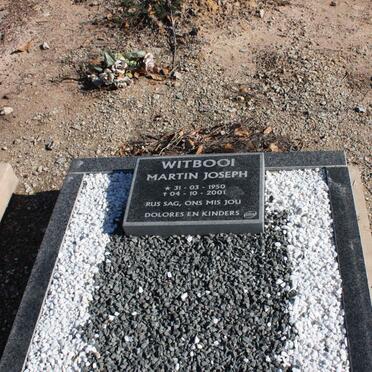 WITBOOI
MARTIN JOSEPH
★ 31 - 03 - 1950
† 04 - 10 - 2001
RUS SAG, ONS MIS JOU
DOLORES EN KINDERS